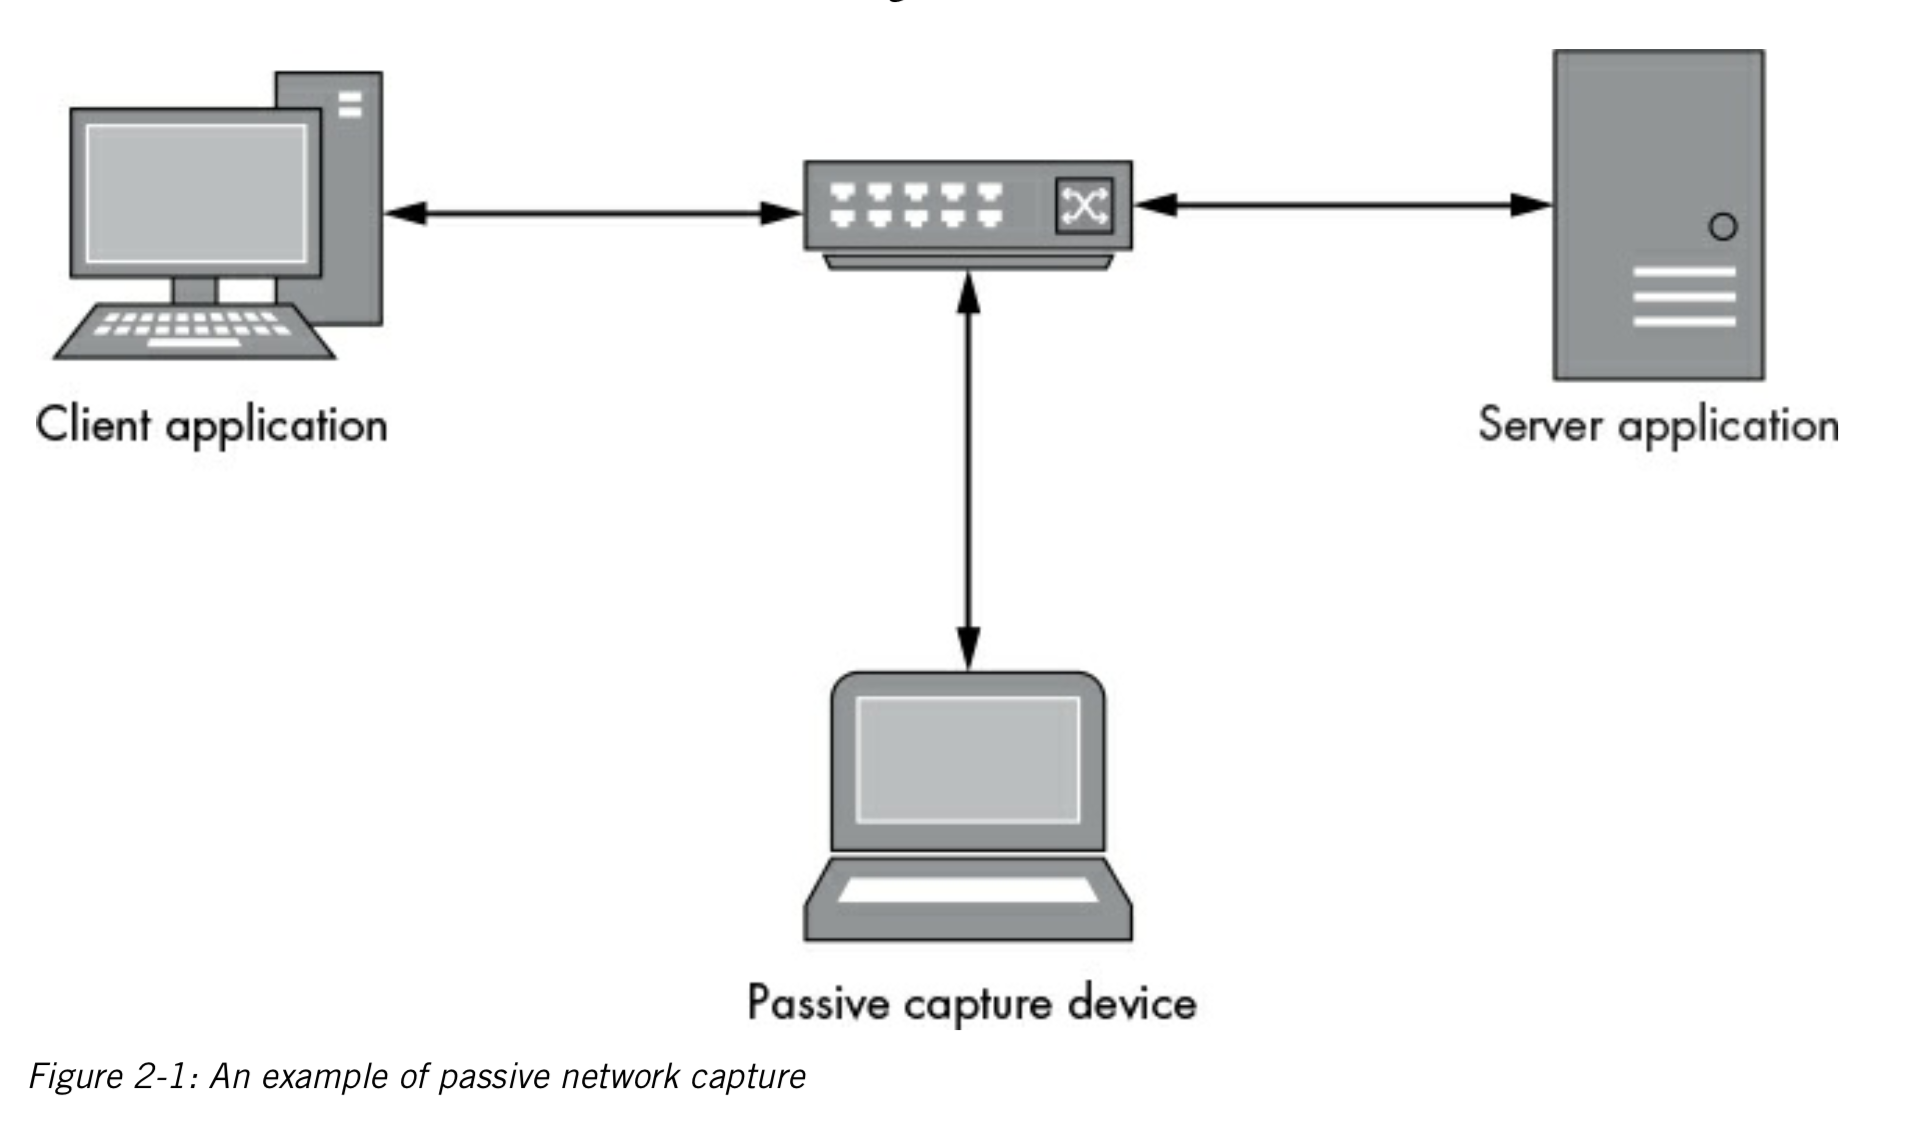 Client application
Server application
Passive capture device
Figure 2-1: An example of passive network capture